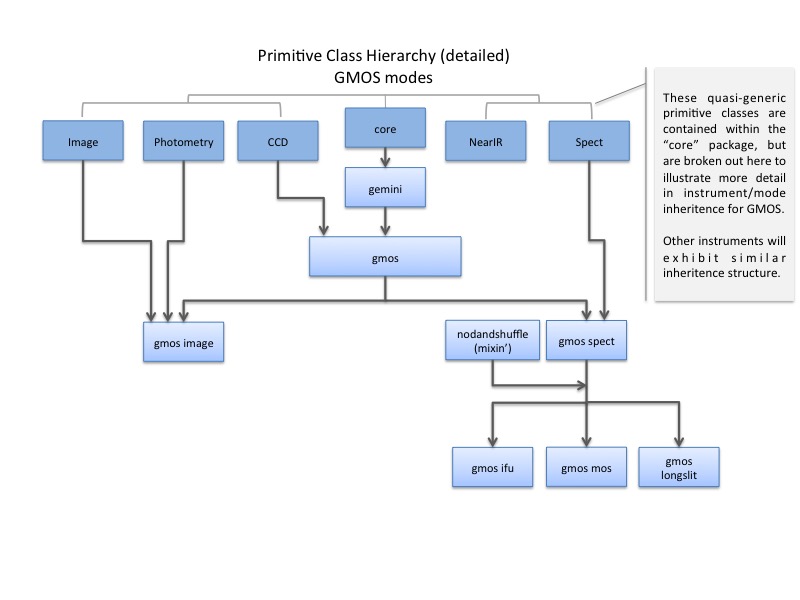 Primitive Class Hierarchy (detailed)
GMOS modes
Image
Photometry
CCD
core
NearIR
Spect
gemini
gmos
gmos image
nodandshuffle
(mixin')
gmos spect
gmos ifu
gmos mos
gmos
longslit
These quasi-generic
primitive classes are
contained within the
"core" package, but
are broken out here to
illustrate more detail
in instrument/mode
inheritence for GMOS.
Other instruments will
exhibit similar
inheritence structure.